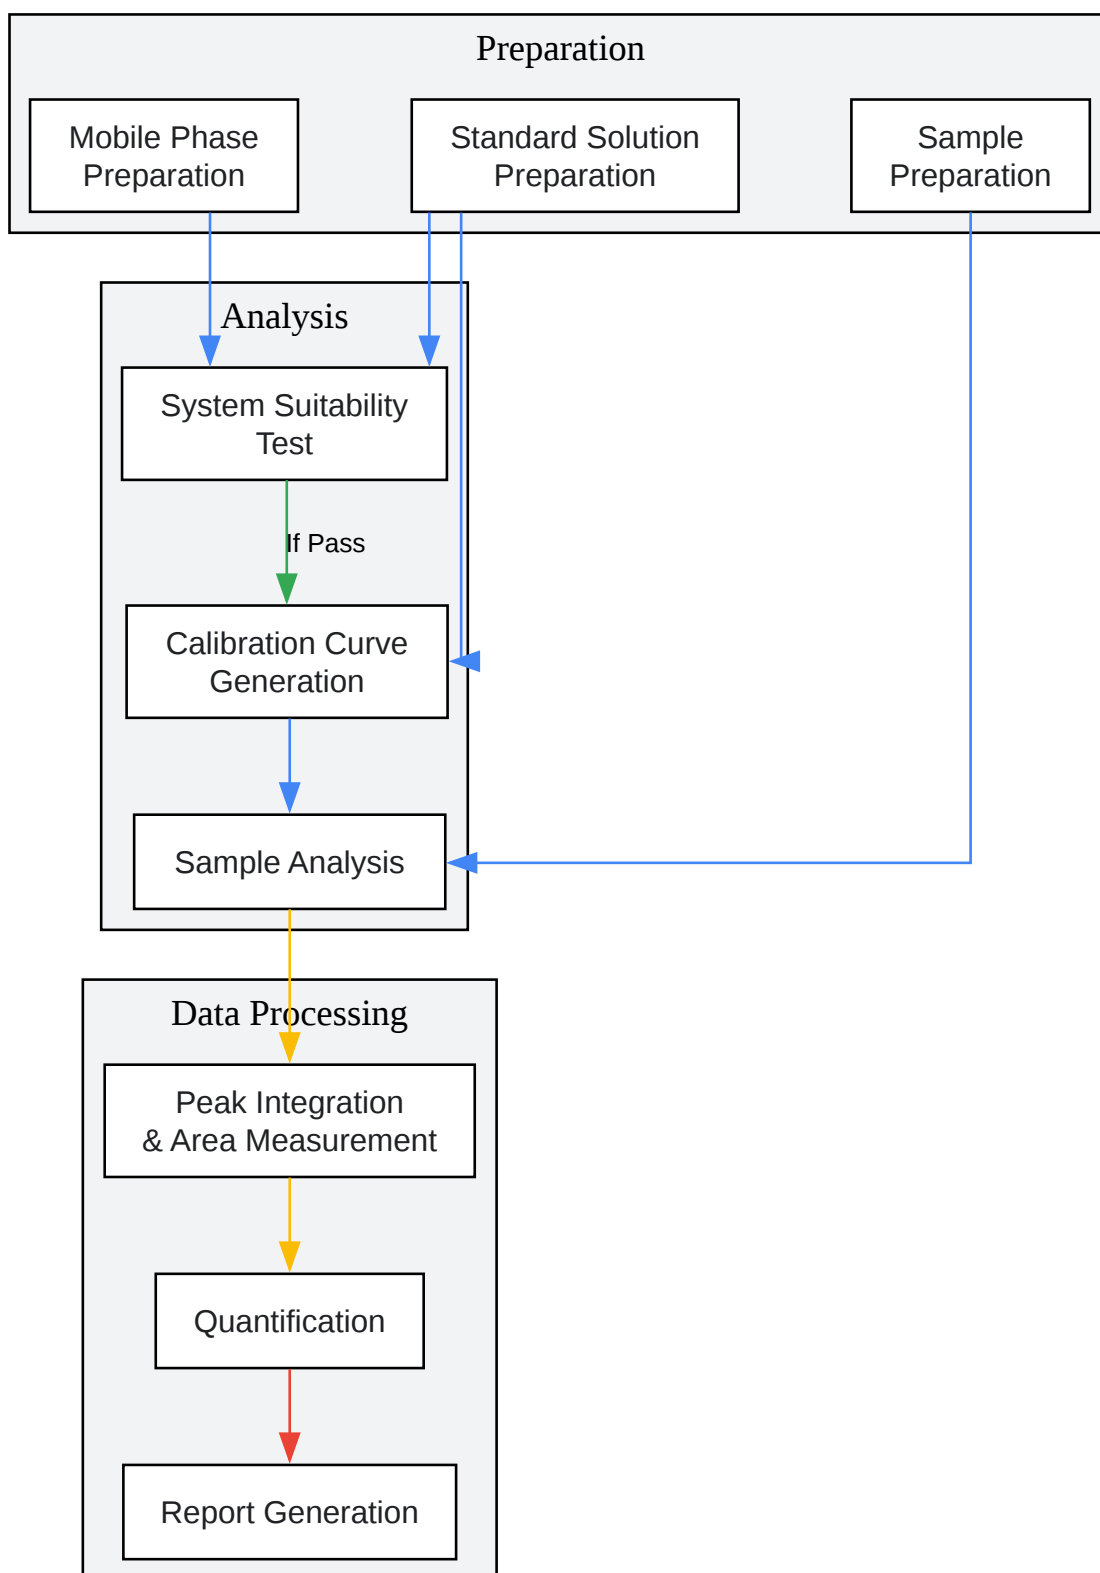 Preparation
Mobile Phase
Preparation
Standard Solution
Preparation
Sample
Preparation
Analysis
System Suitability
Test
If Pass
Calibration Curve
Generation
Sample Analysis
Data Processing
Peak Integration
& Area Measurement
Quantification
Report Generation